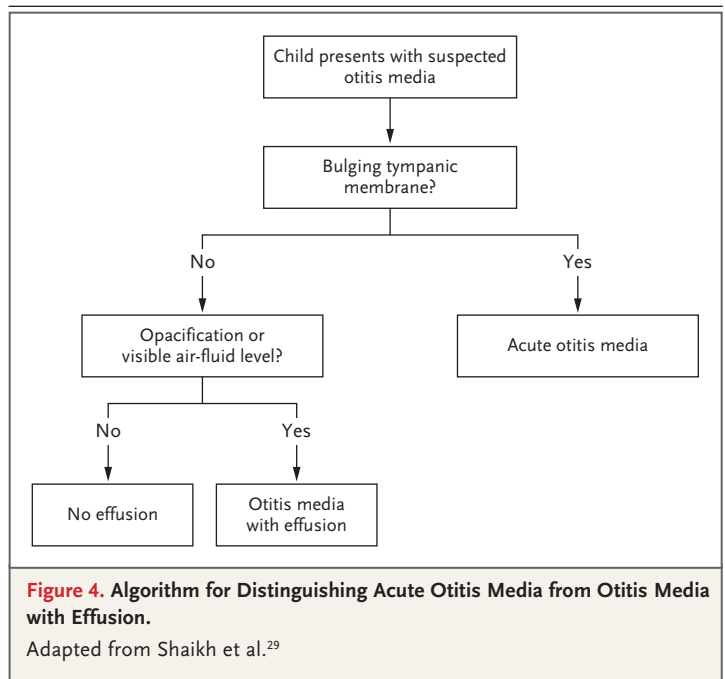 Child presents with suspected
otitis media
Bulging tympanic
membrane?
No
Yes
Opacification or
visible air-fluid level?
Acute otitis media
No
Yes
No effusion
Otitis media
with effusion
Figure 4. Algorithm for Distinguishing Acute Otitis Media from Otitis Media
with Effusion.
Adapted from Shaikh et al.29